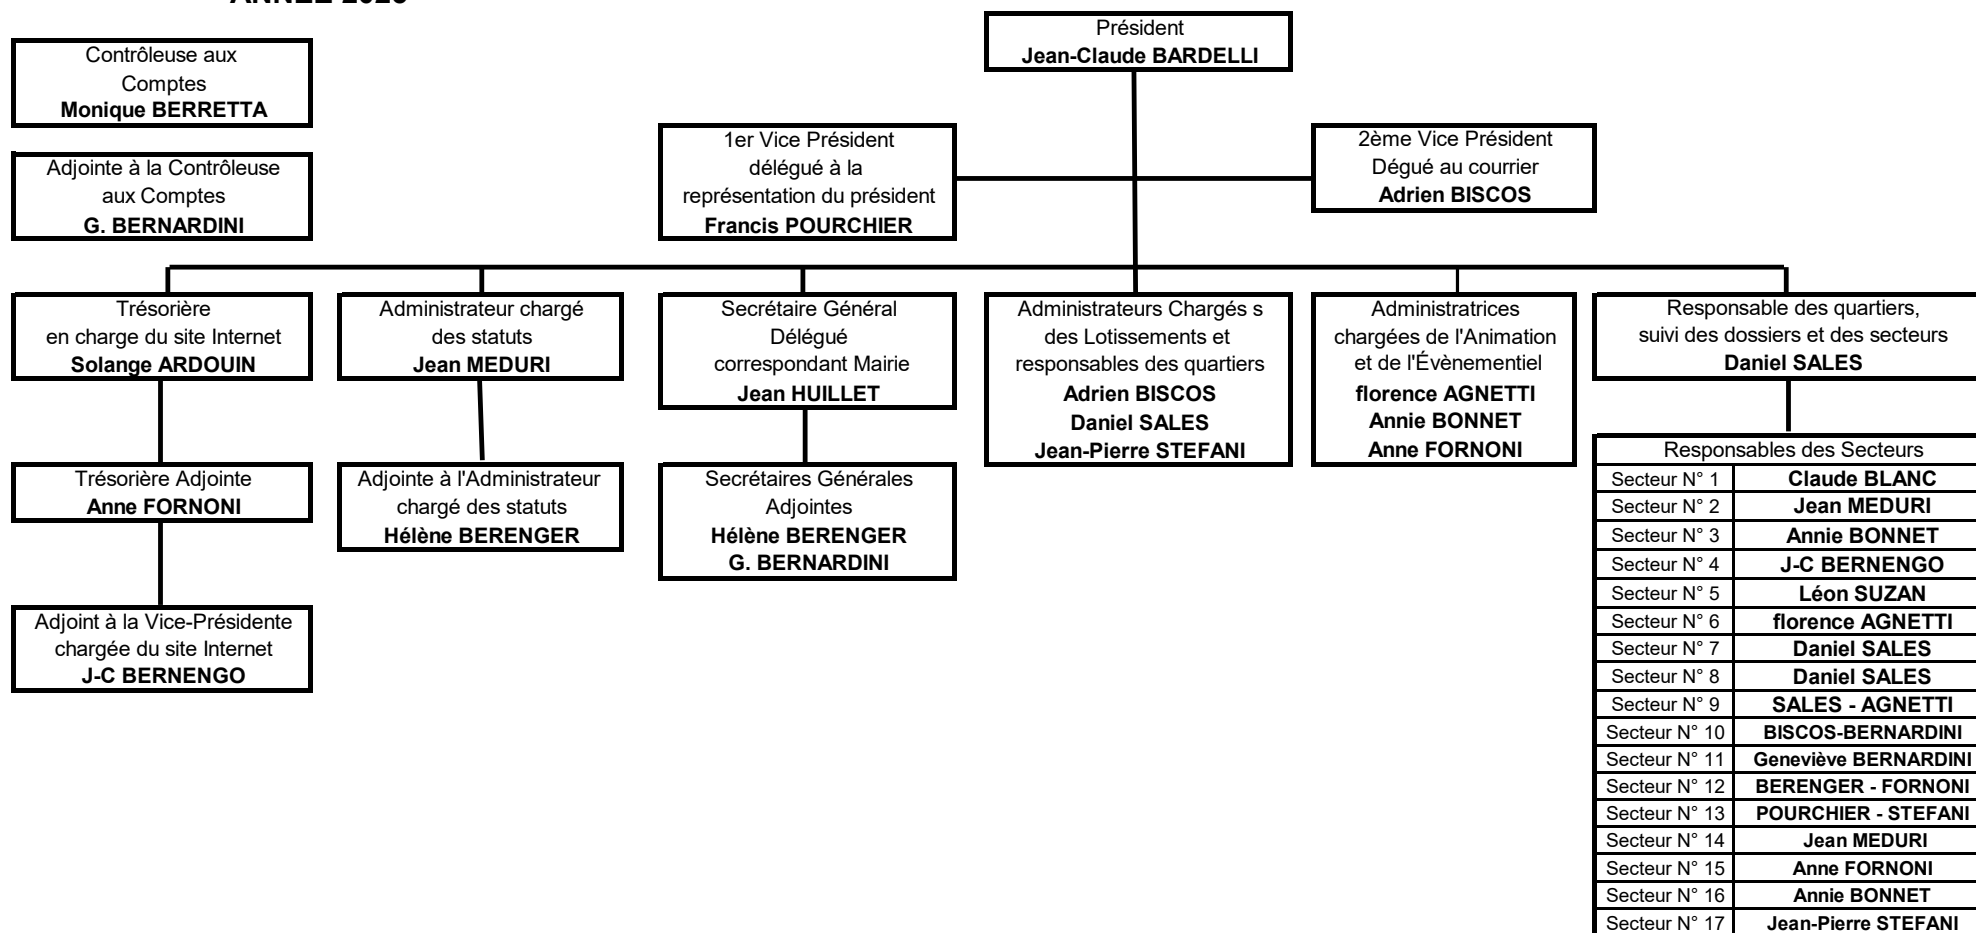 Président
Jean-Claude BARDELLI
Contrôleuse aux
Comptes
Monique BERRETTA
Adjointe à la Contrôleuse
aux Comptes
G. BERNARDINI
1er Vice Président
délégué à la
représentation du président
Francis POURCHIER
2ème Vice Président
Dégué au courrier
Adrien BISCOS
Trésorière
en charge du site Internet
Solange ARDOUIN
Administrateur chargé
des statuts
Jean MEDURI
Secrétaire Général
Délégué
correspondant Mairie
Jean HUILLET
Administrateurs Chargés s
des Lotissements et
responsables des quartiers
Adrien BISCOS
Daniel SALES
Jean-Pierre STEFANI
Administratrices
chargées de l'Animation
et de l'Évènementiel
florence AGNETTI
Annie BONNET
Anne FORNONI
Responsable des quartiers,
suivi des dossiers et des secteurs
Daniel SALES
Trésorière Adjointe
Anne FORNONI
Adjointe à l'Administrateur
chargé des statuts
Hélène BERENGER
Secrétaires Générales
Adjointes
Hélène BERENGER
G. BERNARDINI
Adjoint à la Vice-Présidente
chargée du site Internet
J-C BERNENGO
Responsables des Secteurs
Secteur N° 1 Claude BLANC
Secteur N° 2 Jean MEDURI
Secteur N° 3 Annie BONNET
Secteur N° 4 J-C BERNENGO
Secteur N° 5 Léon SUZAN
Secteur N° 6 florence AGNETTI
Secteur N° 7 Daniel SALES
Secteur N° 8 Daniel SALES
Secteur N° 9 SALES - AGNETTI
Secteur N° 10 BISCOS-BERNARDINI
Secteur N° 11 Geneviève BERNARDINI
Secteur N° 12 BERENGER - FORNONI
Secteur N° 13 POURCHIER - STEFANI
Secteur N° 14 Jean MEDURI
Secteur N° 15 Anne FORNONI
Secteur N° 16 Annie BONNET
Secteur N° 17 Jean-Pierre STEFANI